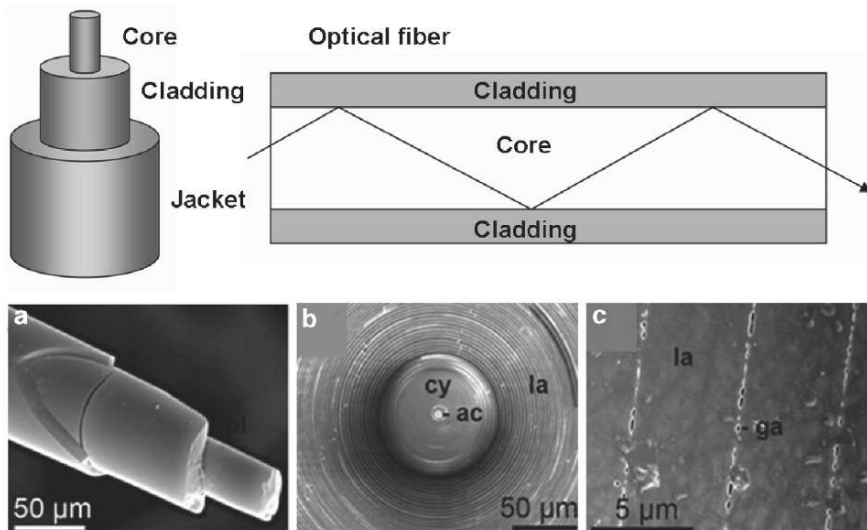 Core
Optical fiber
Cladding
Cladding
Core
Jacket
Cladding
a
pl
50 µm
b
cy
la
ac
50 µm
c
la
ga
5 µm